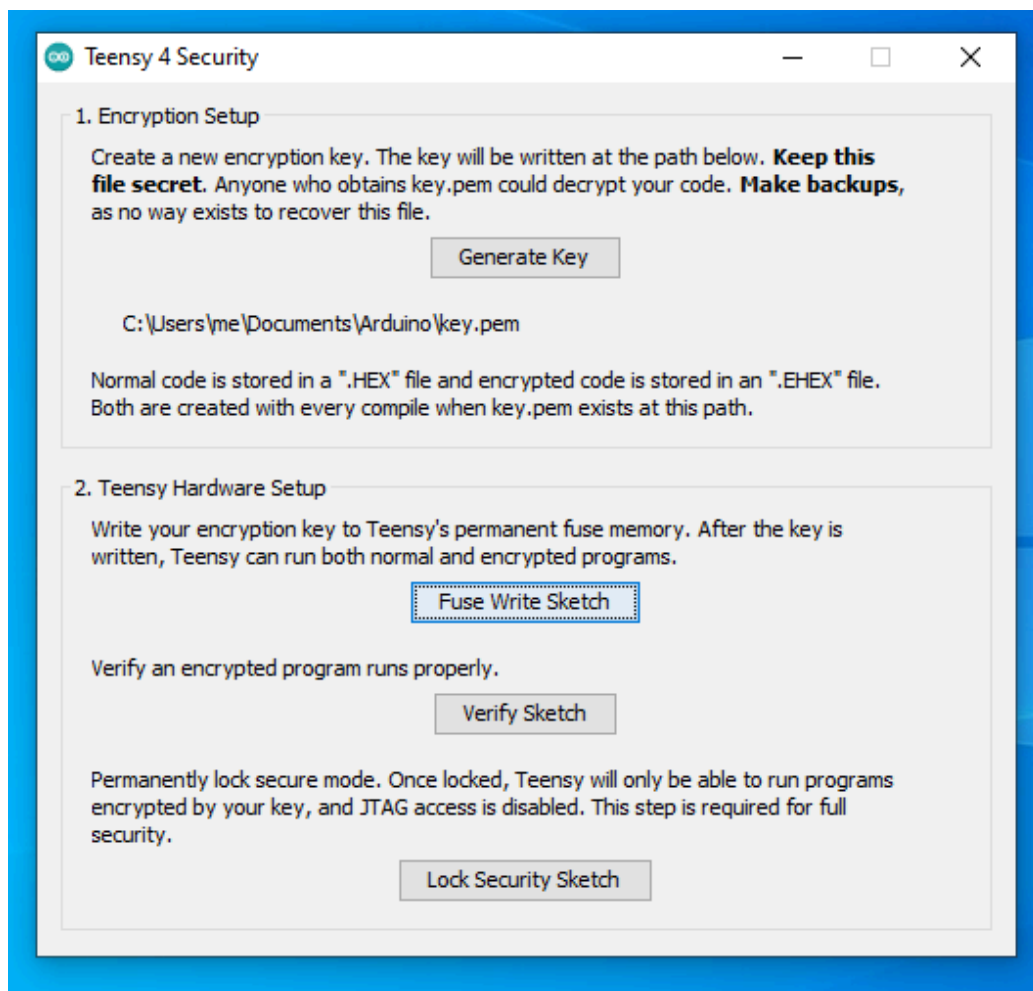 Teensy 4 Security
1. Encryption Setup
Create a new encryption key. The key will be written at the path below. Keep this
file secret. Anyone who obtains key.pem could decrypt your code. Make backups,
as no way exists to recover this file.
Generate Key
C:\Users\me\Documents\Arduino\key.pem
Normal code is stored in a ".HEX" file and encrypted code is stored in an ".EHEX" file.
Both are created with every compile when key.pem exists at this path.
2. Teensy Hardware Setup
Write your encryption key to Teensy's permanent fuse memory. After the key is
written, Teensy can run both normal and encrypted programs.
Fuse Write Sketch
Verify an encrypted program runs properly.
Verify Sketch
Permanently lock secure mode. Once locked, Teensy will only be able to run programs
encrypted by your key, and JTAG access is disabled. This step is required for full
security.
Lock Security Sketch